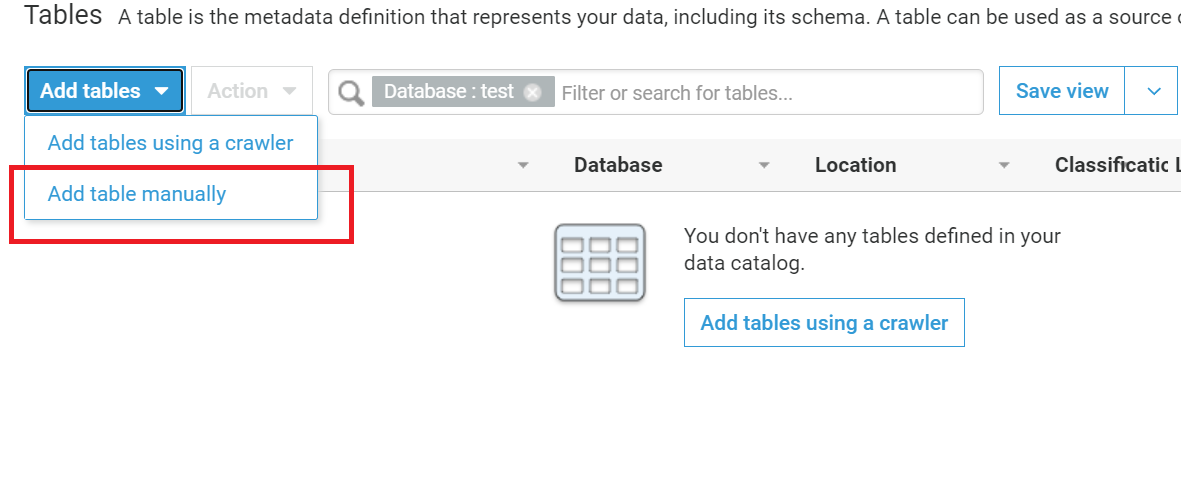 Tables A table is the metadata definition that represents your data, including its schema. A table can be used as a source
Add tables Action Database : test Filter or search for tables... Save view
Add tables using a crawler
Database Location Classificatic L
Add table manually
You don't have any tables defined in your
data catalog.
Add tables using a crawler